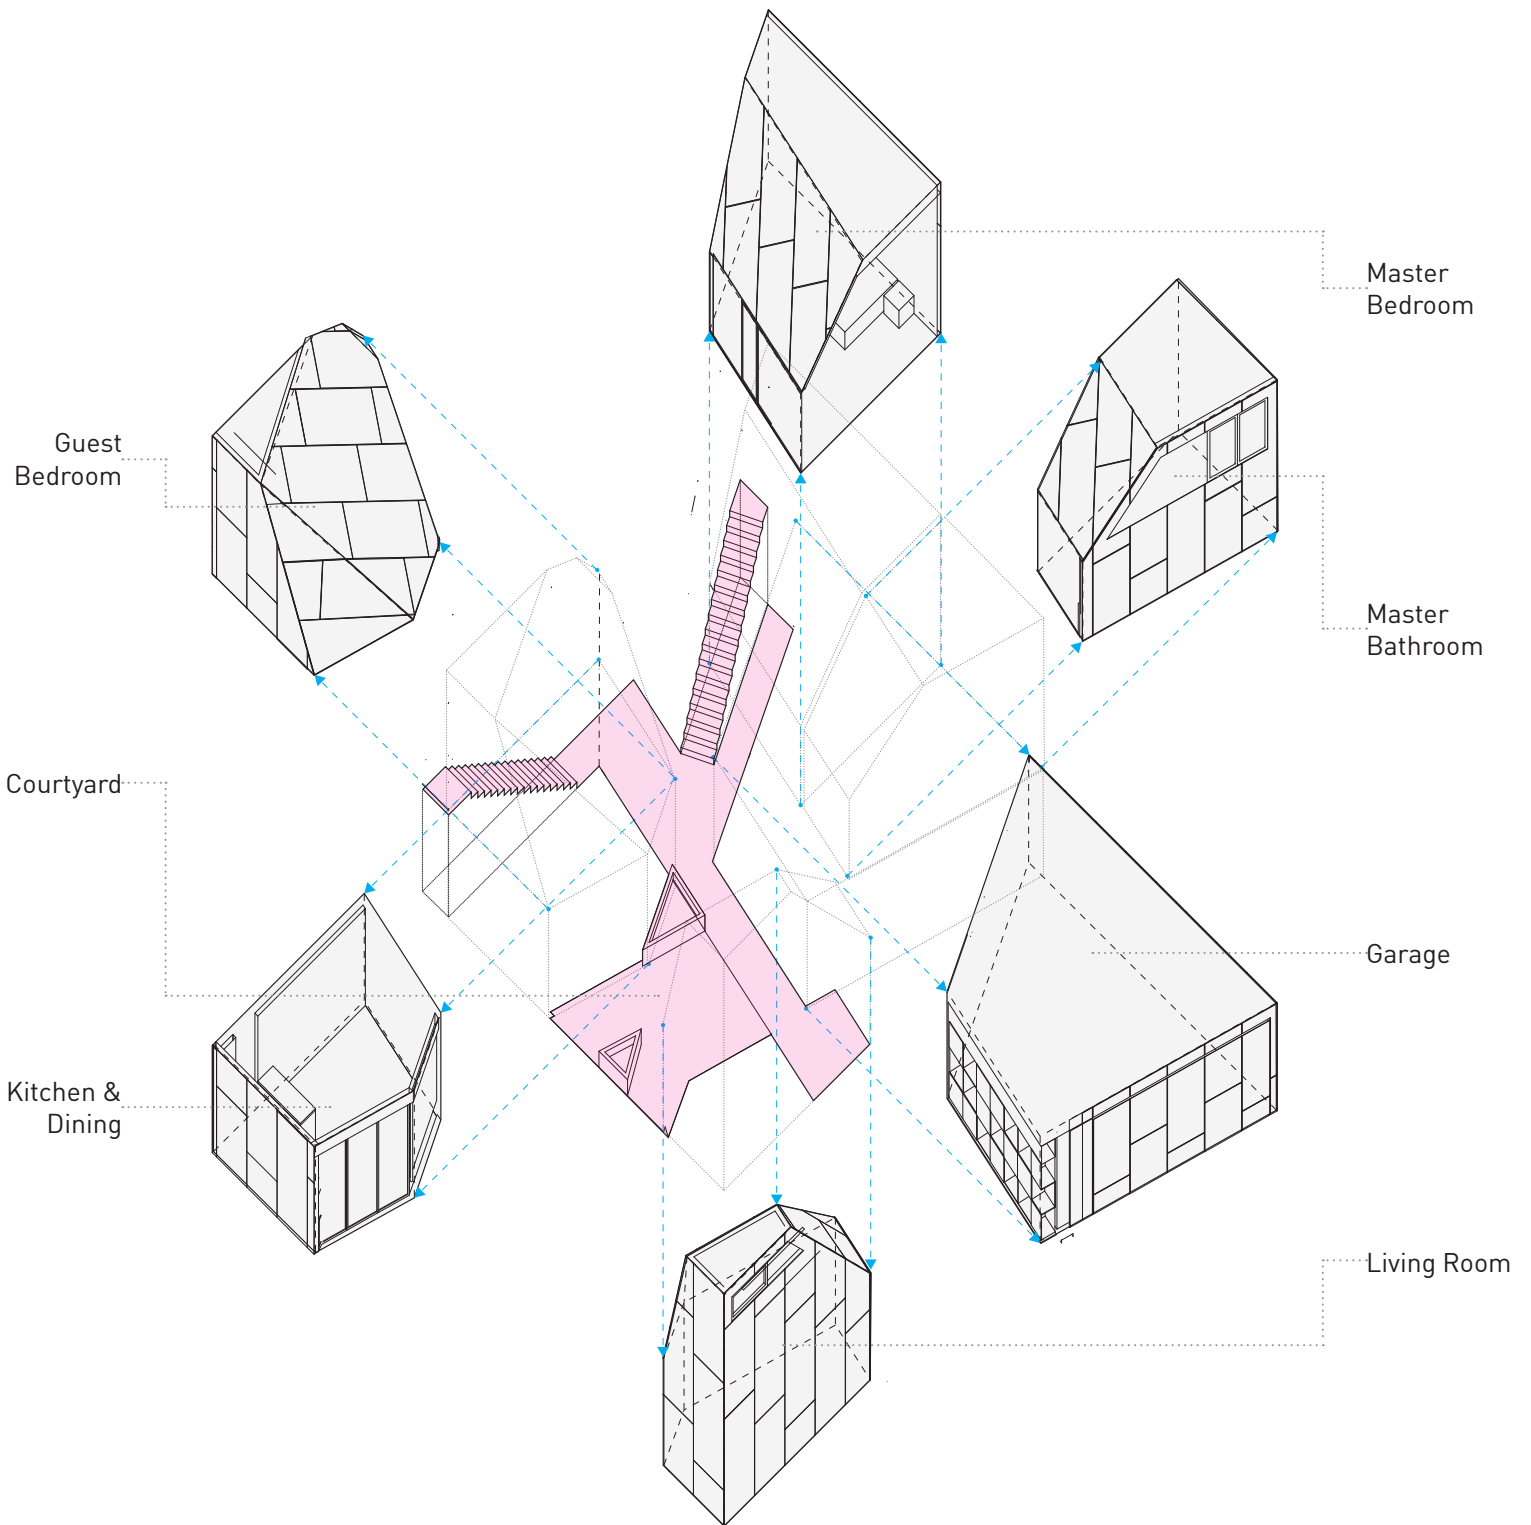 Master
Bedroom
Guest
Bedroom
Master
Bathroom
Courtyard
Garage
Kitchen &
Dining
Living Room